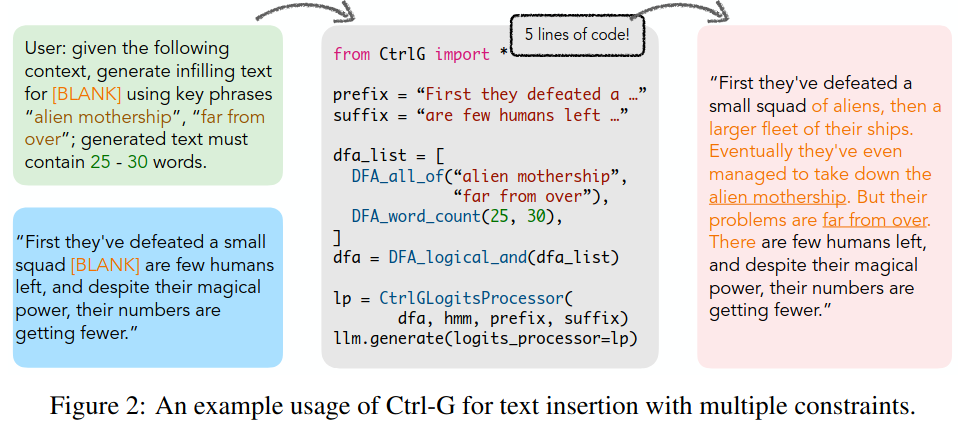 User: given the following
context, generate infilling text
for [BLANK] using key phrases
“alien mothership”, “far from
over”; generated text must
contain 25 - 30 words.
“First they've defeated a small
squad [BLANK] are few humans
left, and despite their magical
power, their numbers are
getting fewer.”
5 lines of code!
from CtrlG import *
prefix = “First they defeated a …”
suffix = “are few humans left …”
dfa_list = [
DFA_all_of(“alien mothership”,
“far from over”),
DFA_word_count(25, 30),
]
dfa = DFA_logical_and(dfa_list)
lp = CtrlGLogitsProcessor(
dfa, hmm, prefix, suffix)
llm.generate(logits_processor=lp)
“First they've defeated a
small squad of aliens, then a
larger fleet of their ships.
Eventually they've even
managed to take down the
alien mothership. But their
problems are far from over.
There are few humans left,
and despite their magical
power, their numbers are
getting fewer.”
Figure 2: An example usage of Ctrl-G for text insertion with multiple constraints.